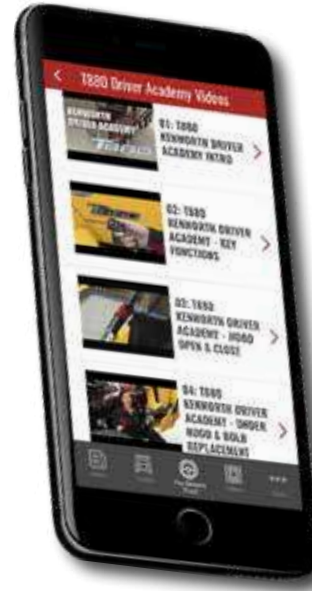 T880 Driver Academy Videos
KENWORTH
DRIVER ACADEMY
01: T880
KENWORTH DRIVER
ACADEMY INTRO
02: T880
KENWORTH DRIVER
ACADEMY - KEY
FUNCTIONS
03: T880
KENWORTH DRIVER
ACADEMY - HOOD
OPEN & CLOSE
04: T880
KENWORTH DRIVER
ACADEMY - UNDER
HOOD & BULB
REPLACEMENT